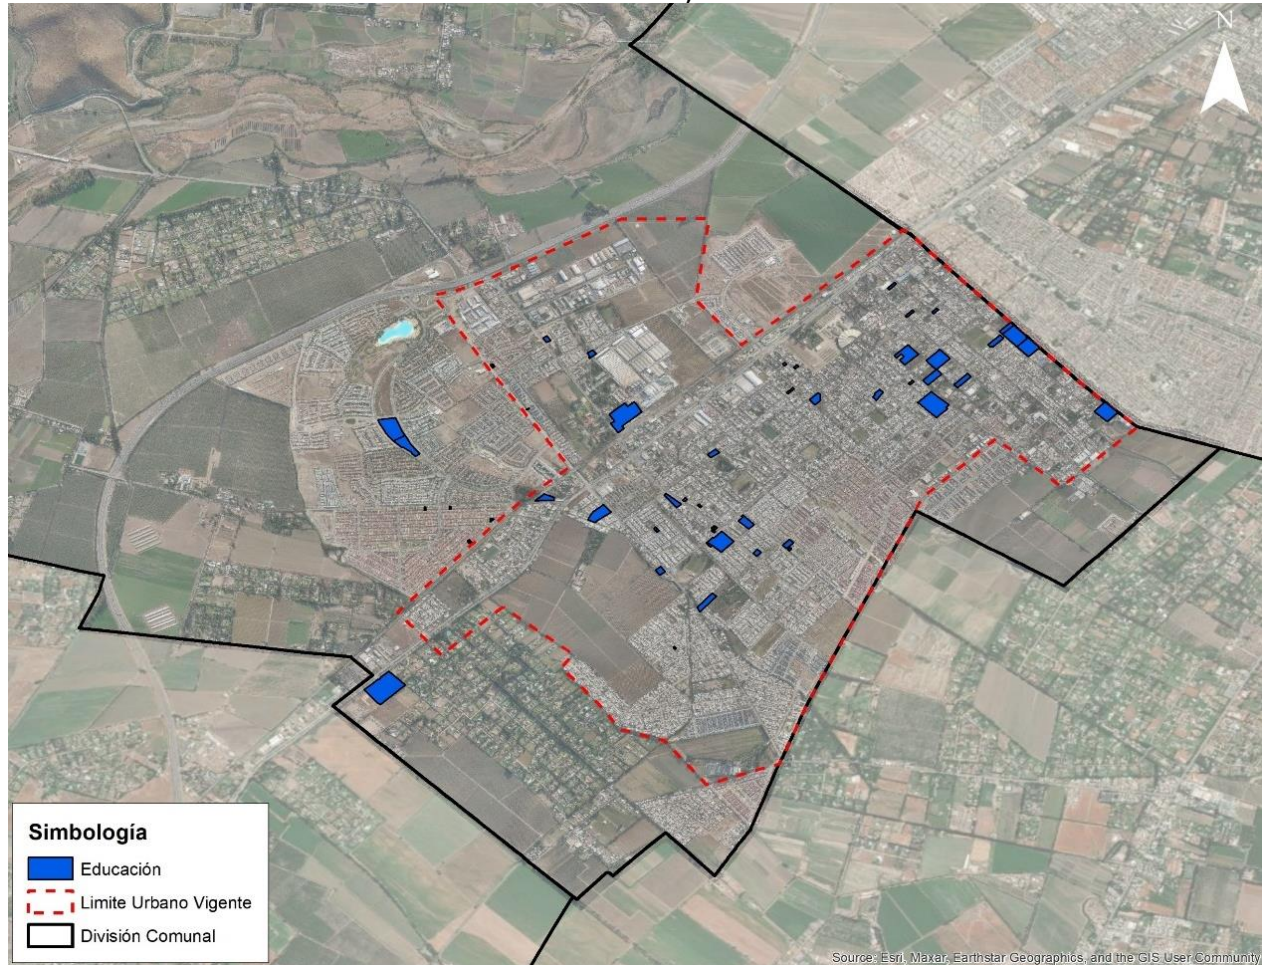 N
Simbología
Educación
Limite Urbano Vigente
División Comunal
Source: Esri, Maxar, Earthstar Geographics, and the GIS User Community